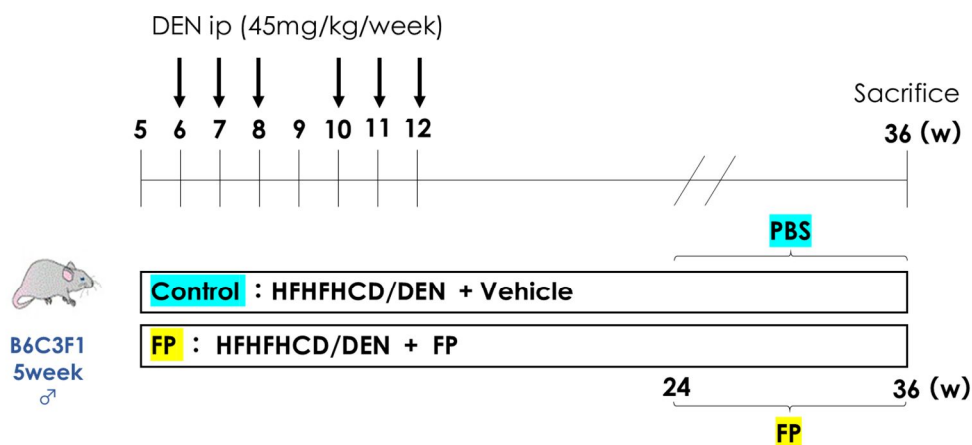 DEN ip (45mg/kg/week)
Sacrifice
5 6 7 8 9 10 11 12 36 (w)
PBS
Control : HFHFHCD/DEN + Vehicle
FP : HFHFHCD/DEN + FP
B6C3F1
5week
♂
24 36 (w)
FP